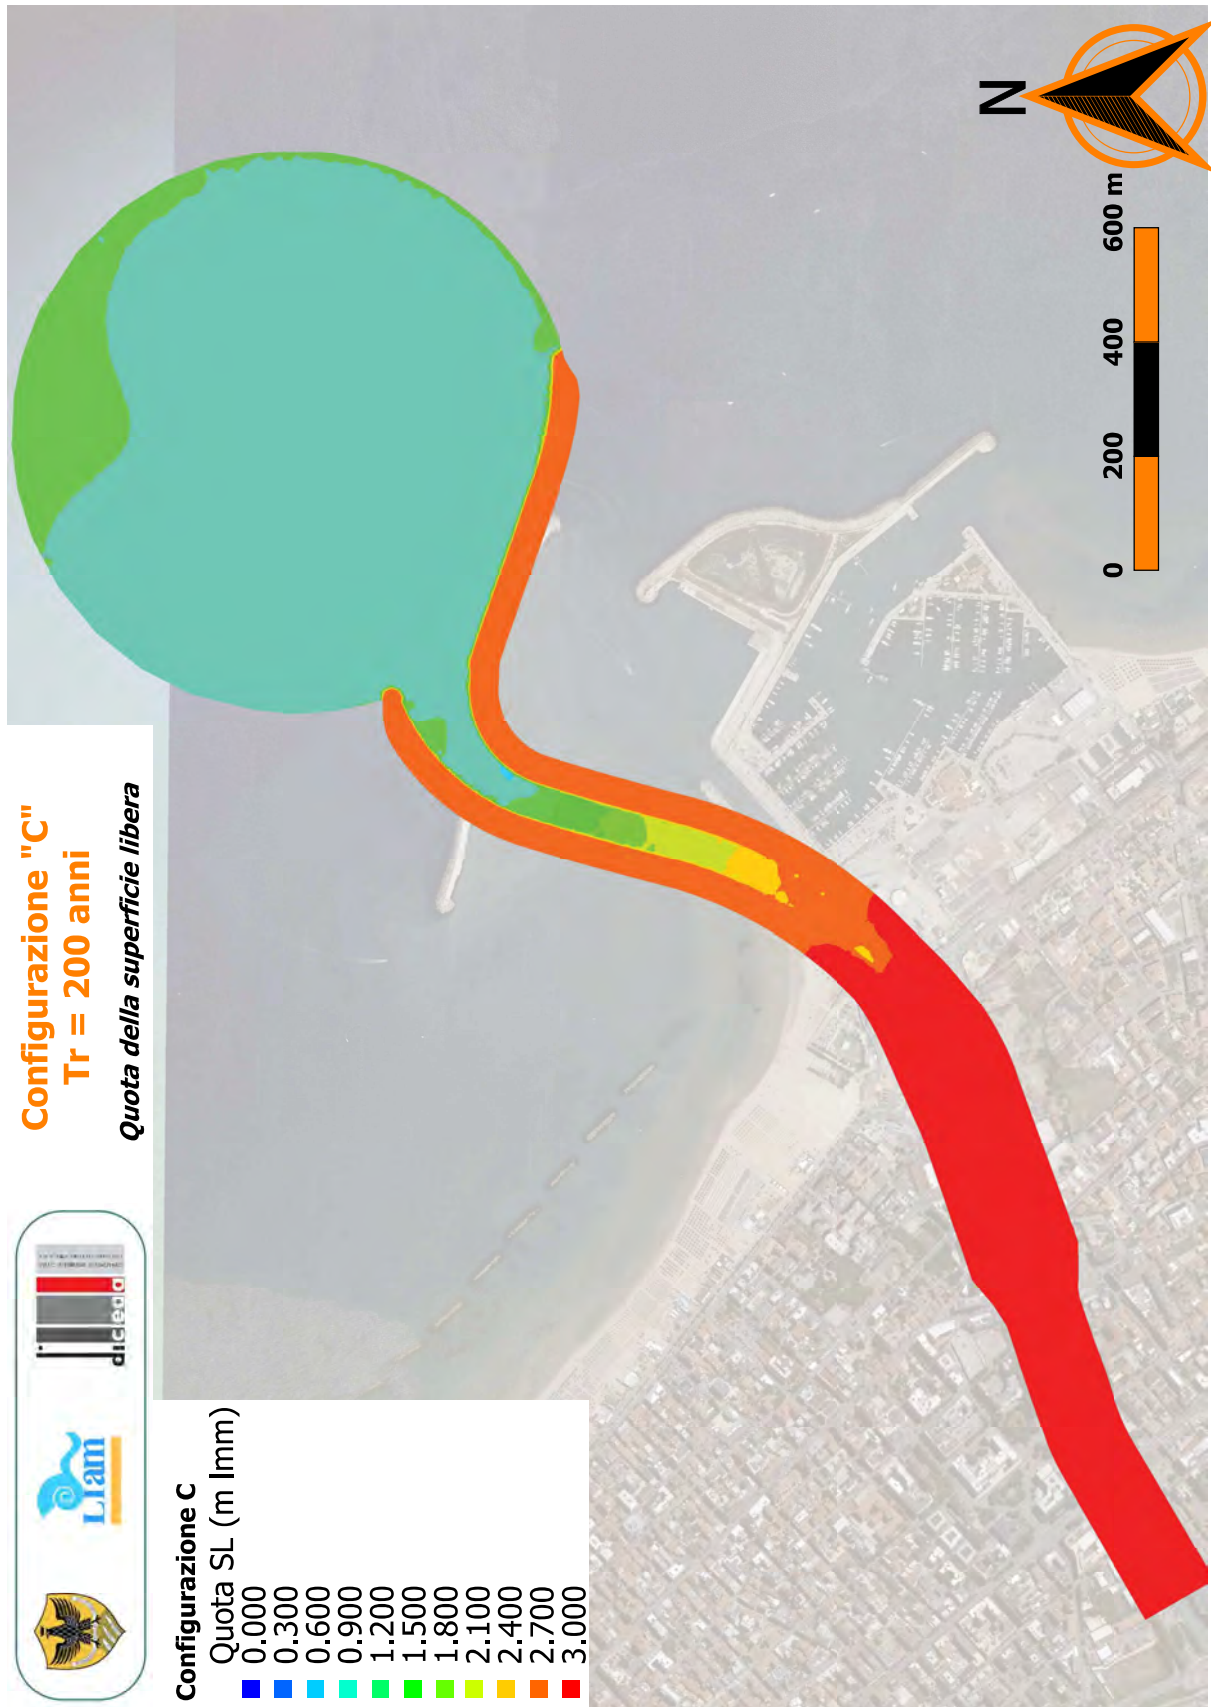 Configurazione "C"
Tr = 200 anni
Quota della superficie libera
LIam
dicea
Configurazione C
Quota SL (m lmm)
0.000
0.300
0.600
0.900
1.200
1.500
1.800
2.100
2.400
2.700
3.000
N
0 200 400 600 m